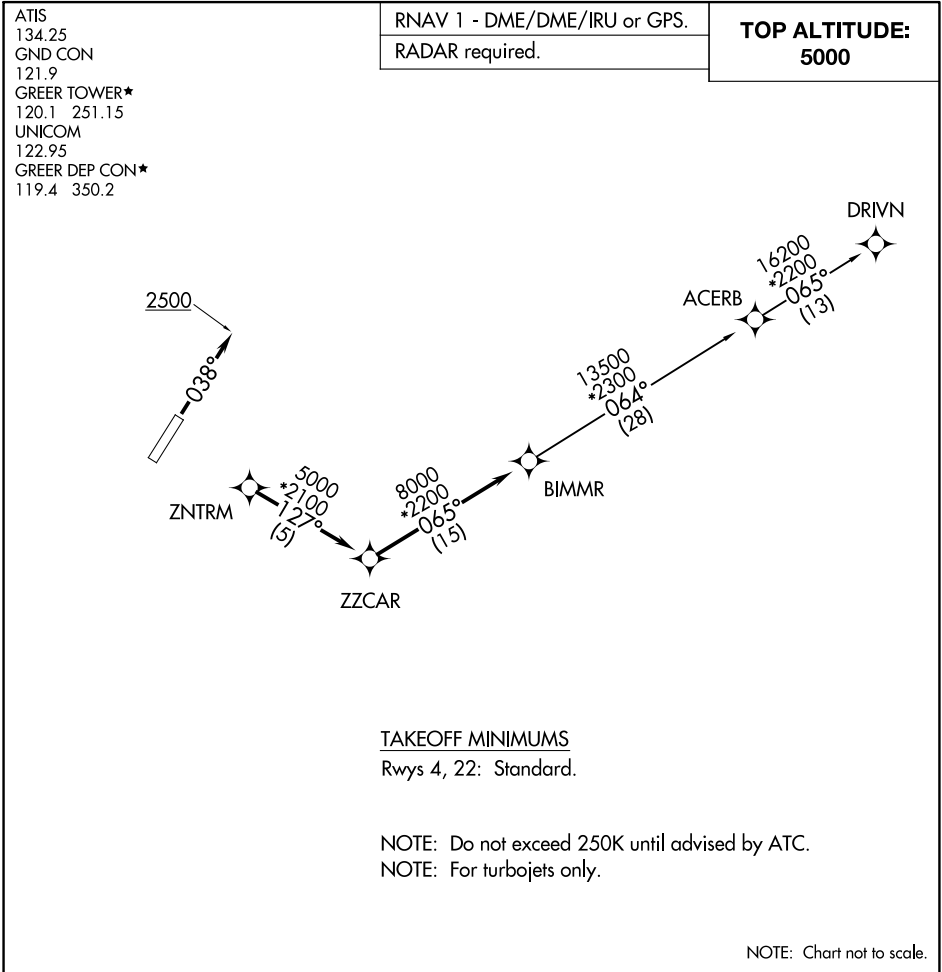 ATIS
134.25
GND CON
121.9
GREER TOWER★
120.1 251.15
UNICOM
122.95
GREER DEP CON★
119.4 350.2
RNAV 1 - DME/DME/IRU or GPS.
RADAR required.
TOP ALTITUDE:
5000
DRIVN
16200
*2200
065°
(13)
ACERB
2500
038°
13500
*2300
064°
(28)
BIMMR
8000
*2200
065°
(15)
ZNTRM
5000
*2100
127°
(5)
ZZCAR
TAKEOFF MINIMUMS
Rwys 4, 22: Standard.
NOTE: Do not exceed 250K until advised by ATC.
NOTE: For turbojets only.
NOTE: Chart not to scale.